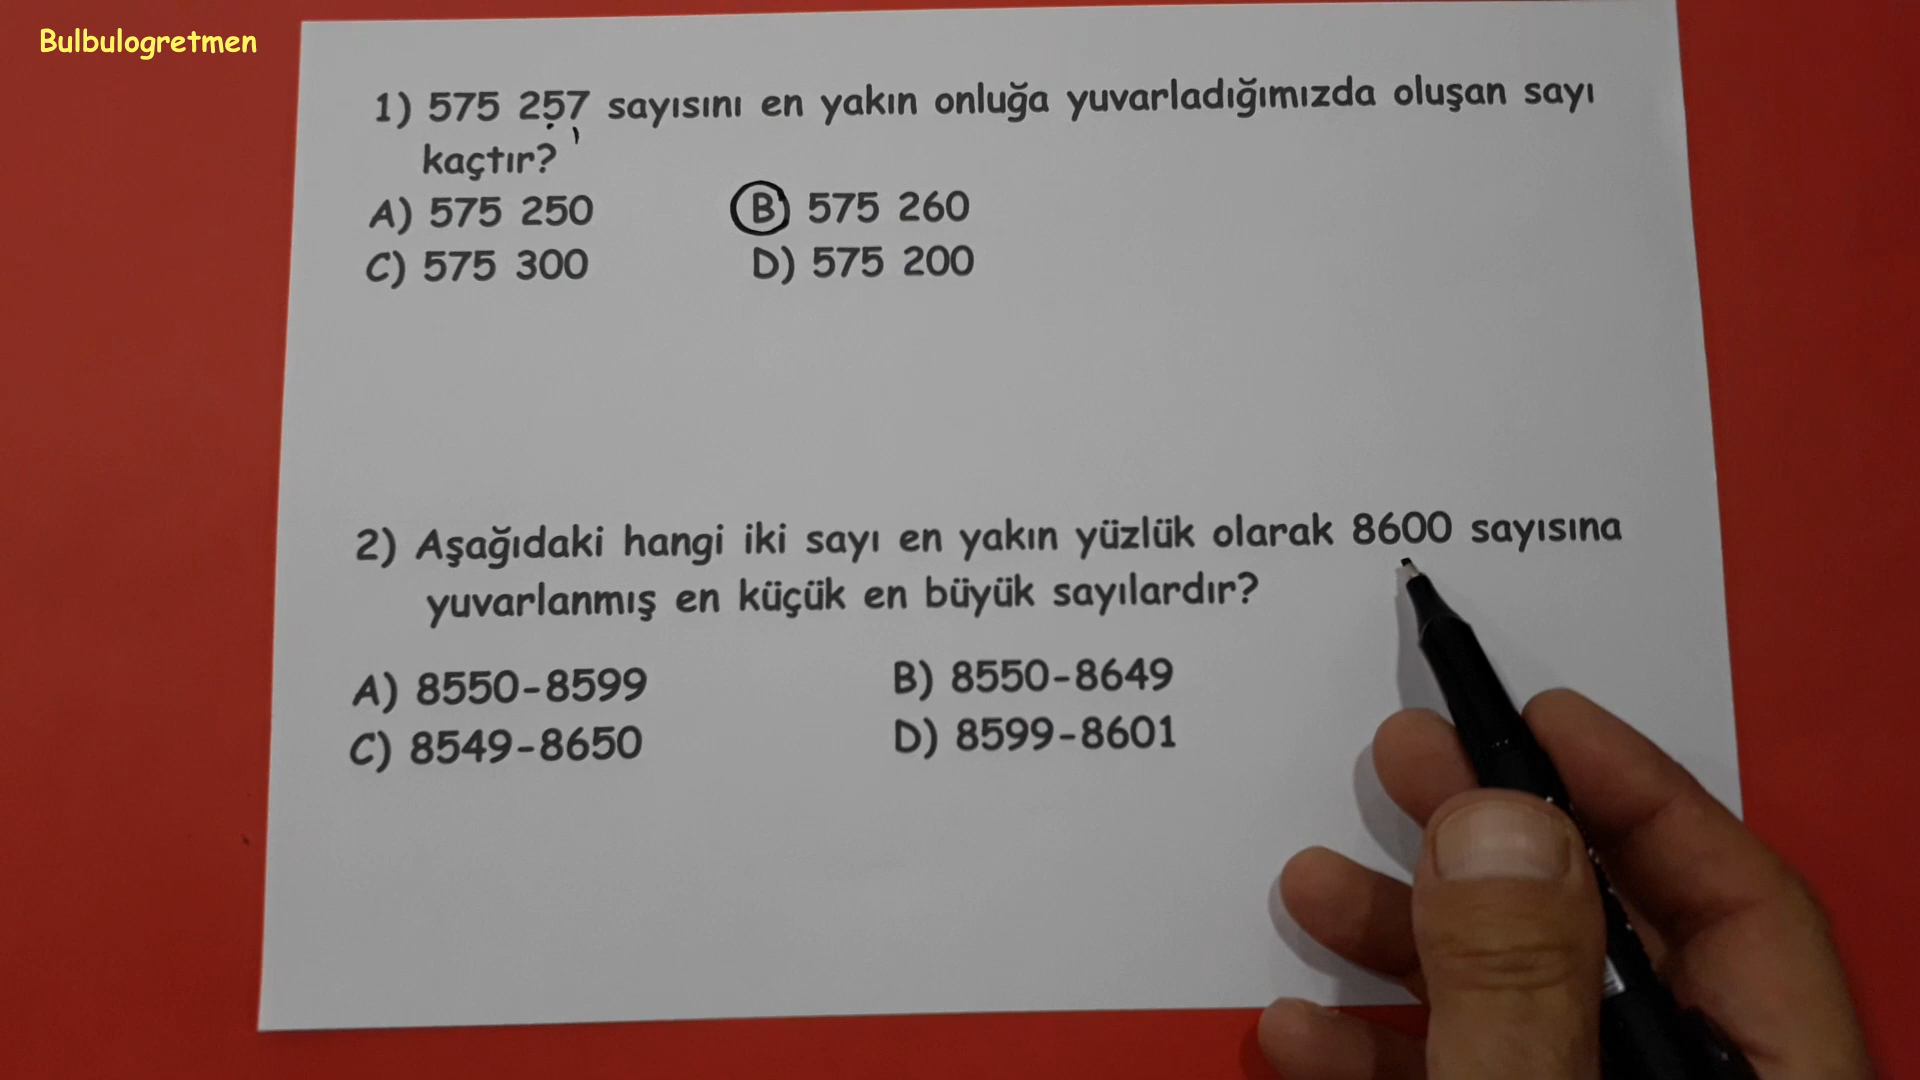 Bulbulogretmen
1) 575 257 sayısını en yakın onluğa yuvarladığımızda oluşan sayı
kaçtır?
A) 575 250 B) 575 260
C) 575 300 D) 575 200
2) Aşağıdaki hangi iki sayı en yakın yüzlük olarak 8600 sayısına
yuvarlanmış en küçük en büyük sayılardır?
A) 8550-8599 B) 8550-8649
C) 8549-8650 D) 8599-8601